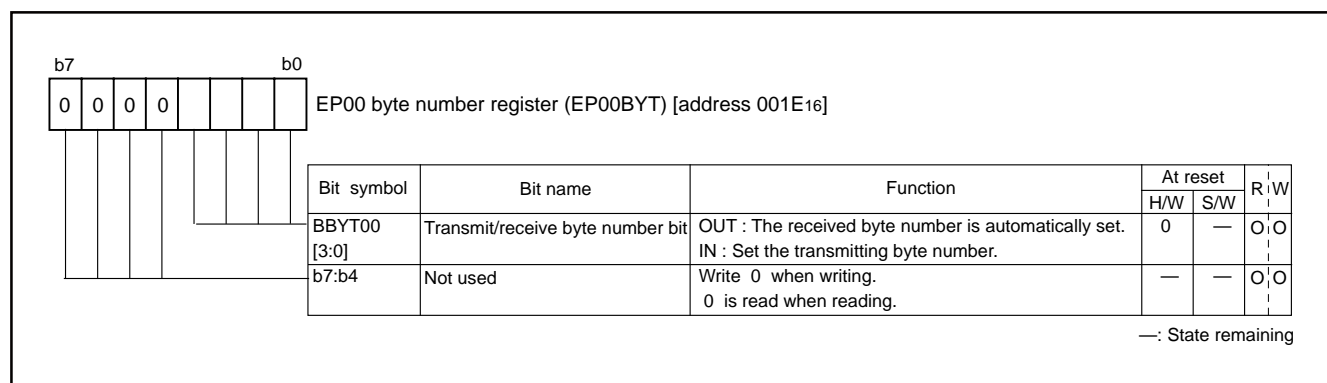 b7 b0
0 0 0 0
EP00 byte number register (EP00BYT) [address 001E16]
Bit symbol Bit name Function At reset R W
H/W S/W
BBYT00 Transmit/receive byte number bit OUT : The received byte number is automatically set. 0 — O O
[3:0] IN : Set the transmitting byte number.
b7:b4 Not used Write 0 when writing. — — O O
0 is read when reading.
—: State remaining